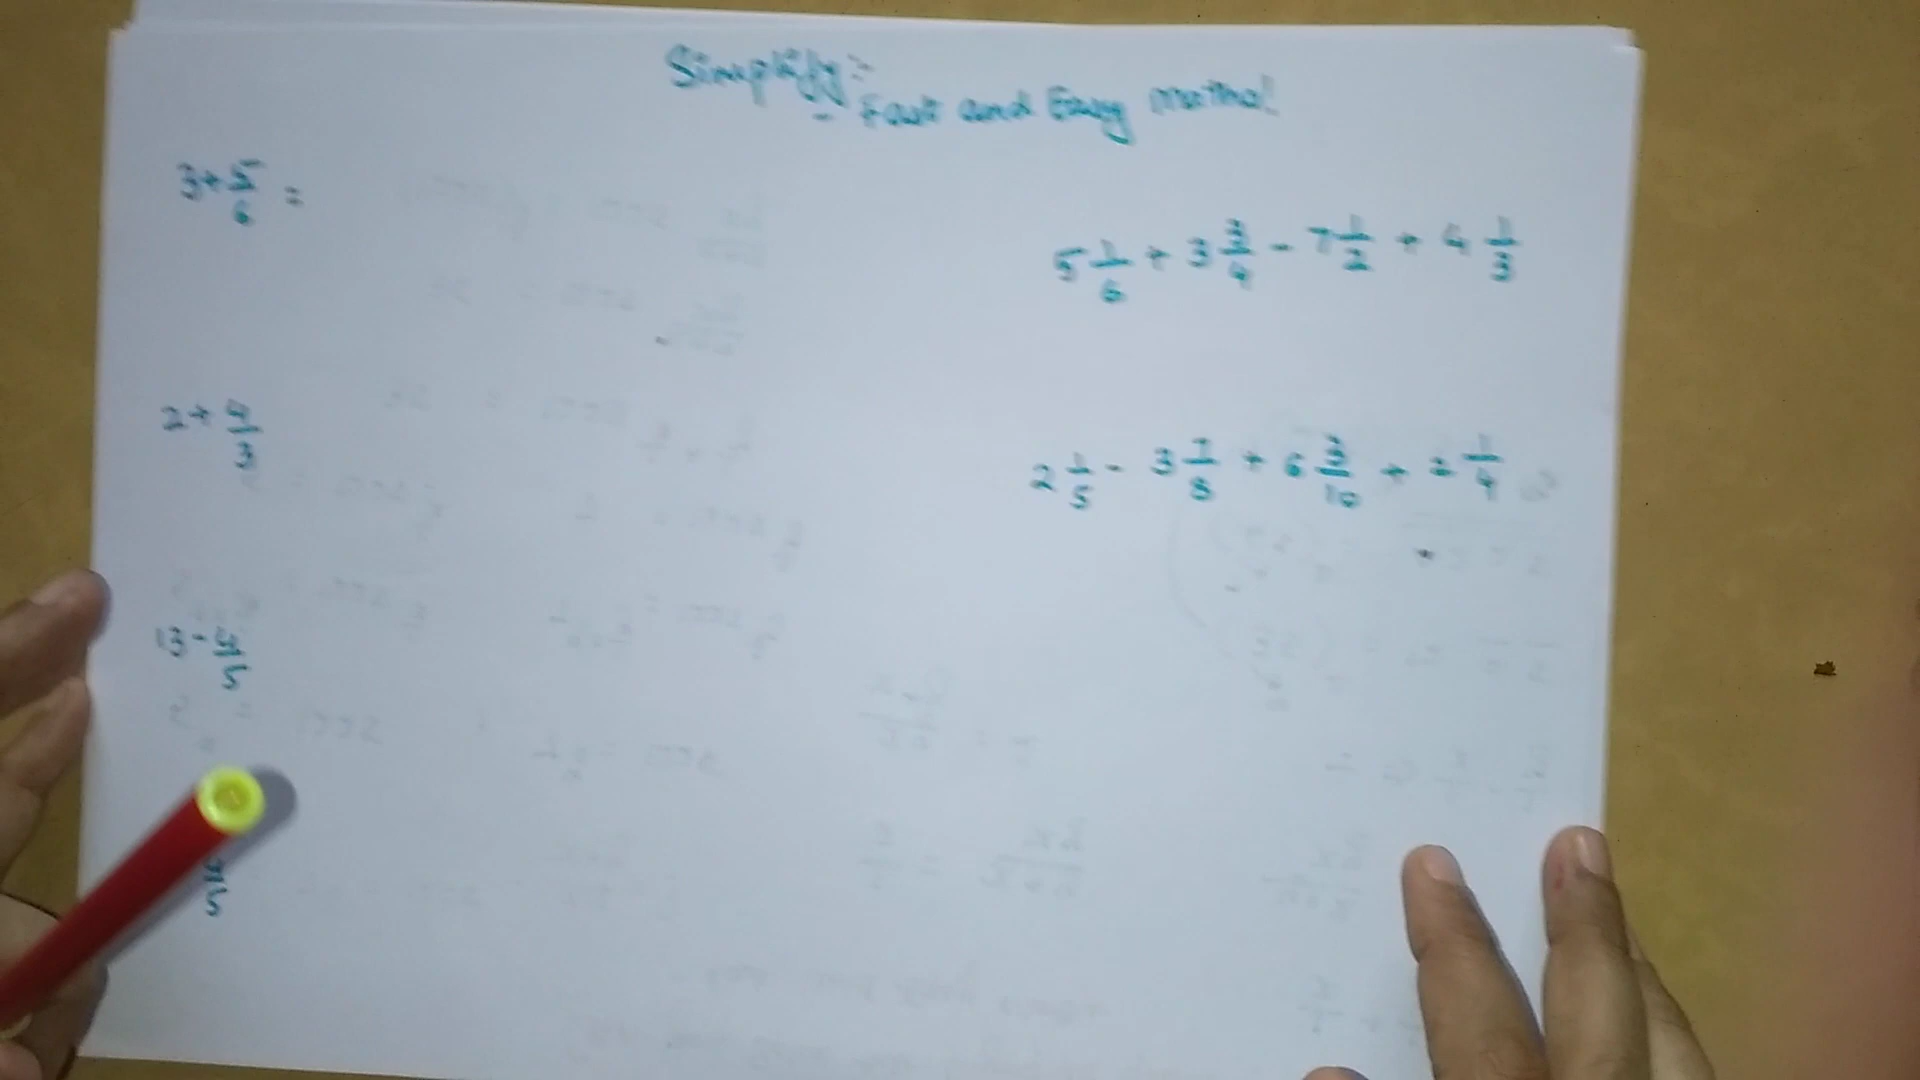 Simplify :-
- Fast and Easy method.
3 + 5/6 =
2 + 4/3
13 - 4/5
5 1/6 + 3 3/4 - 7 1/2 + 4 1/3
2 1/5 - 3 7/8 + 6 3/10 + 2 1/4